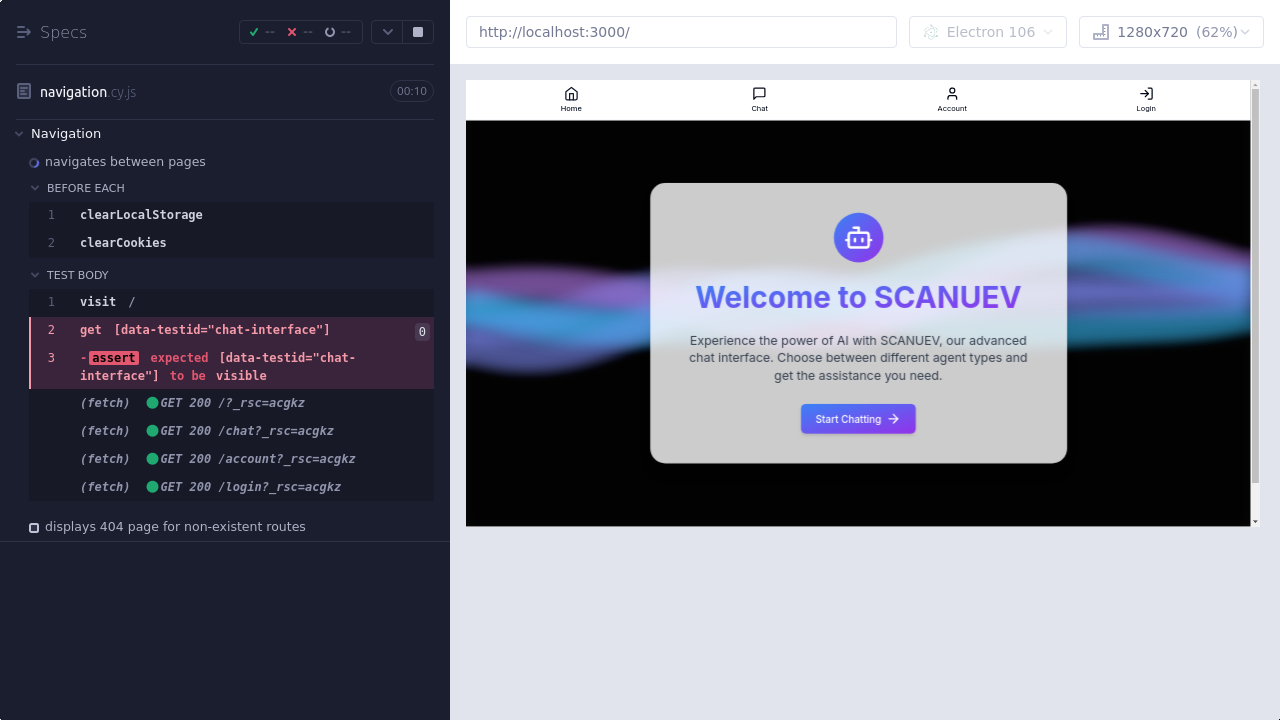 Specs
-- -- --
navigation.cy.js 00:10
Navigation
navigates between pages
BEFORE EACH
1 clearLocalStorage
2 clearCookies
TEST BODY
1 visit /
2 get [data-testid="chat-interface"] 0
3 -assert expected [data-testid="chat-
interface"] to be visible
(fetch) GET 200 /?_rsc=acgkz
(fetch) GET 200 /chat?_rsc=acgkz
(fetch) GET 200 /account?_rsc=acgkz
(fetch) GET 200 /login?_rsc=acgkz
displays 404 page for non-existent routes
http://localhost:3000/
Electron 106
1280x720 (62%)
Home Chat Account Login
Welcome to SCANUEV
Experience the power of AI with SCANUEV, our advanced
chat interface. Choose between different agent types and
get the assistance you need.
Start Chatting